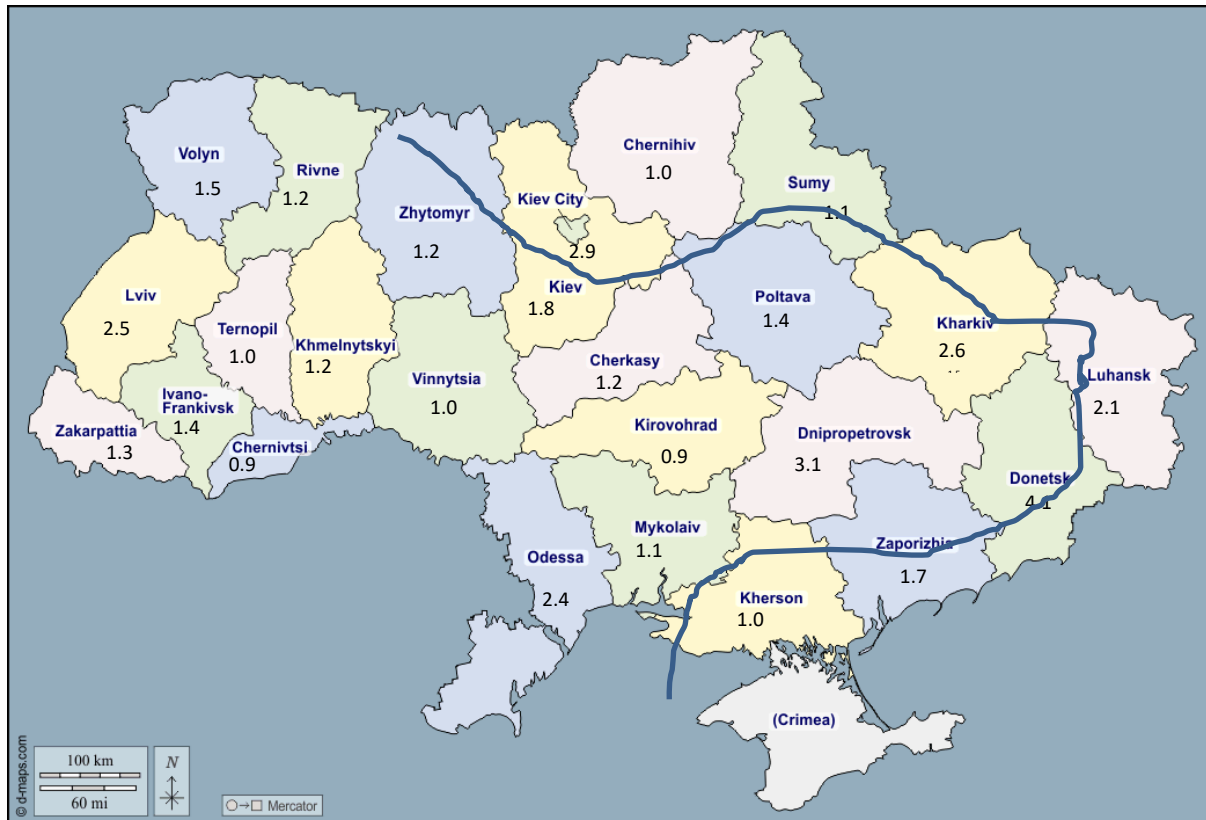 Chernihiv
1.0
Volyn
1.5
Rivne
1.2
Sumy
1.1
Kiev City
2.9
Zhytomyr
1.2
Lviv
2.5
Kiev
1.8
Poltava
1.4
Ternopil
1.0
Khmelnytskyi
1.2
Kharkiv
2.6
Cherkasy
1.2
Luhansk
2.1
Vinnytsia
1.0
Ivano-
Frankivsk
1.4
Zakarpattia
1.3
Chernivtsi
0.9
Kirovohrad
0.9
Dnipropetrovsk
3.1
Donetsk
4.1
Mykolaiv
1.1
Zaporizhia
1.7
Odessa
2.4
Kherson
1.0
(Crimea)
© d-maps.com
100 km
60 mi
N
Mercator